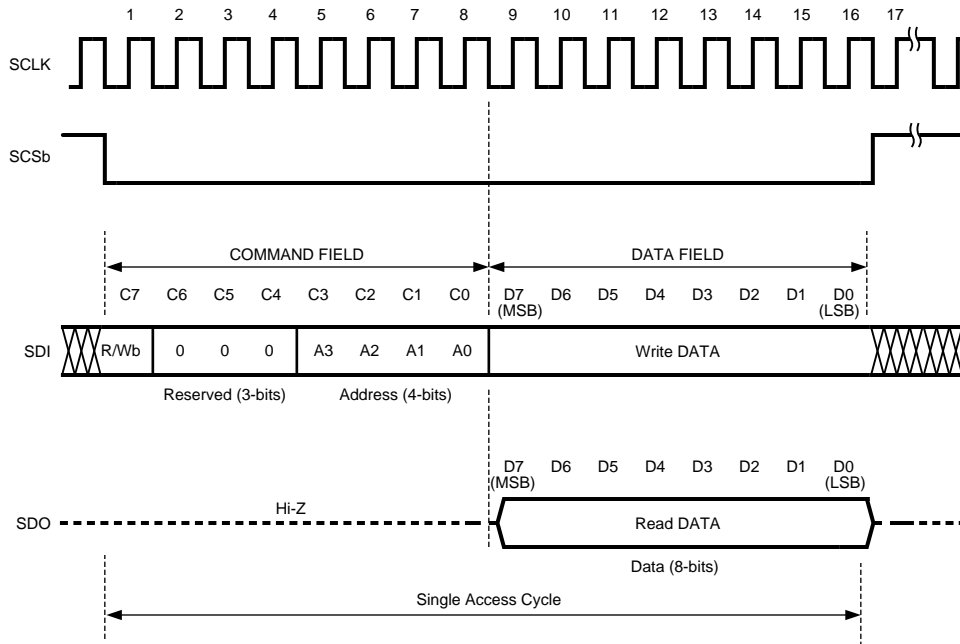 1 2 3 4 5 6 7 8 9 10 11 12 13 14 15 16 17
SCLK
SCSb
COMMAND FIELD DATA FIELD
C7 C6 C5 C4 C3 C2 C1 C0 D7 D6 D5 D4 D3 D2 D1 D0
(MSB) (LSB)
SDI R/Wb 0 0 0 A3 A2 A1 A0 Write DATA
Reserved (3-bits) Address (4-bits)
D7 D6 D5 D4 D3 D2 D1 D0
(MSB) (LSB)
Hi-Z
SDO Read DATA
Data (8-bits)
Single Access Cycle